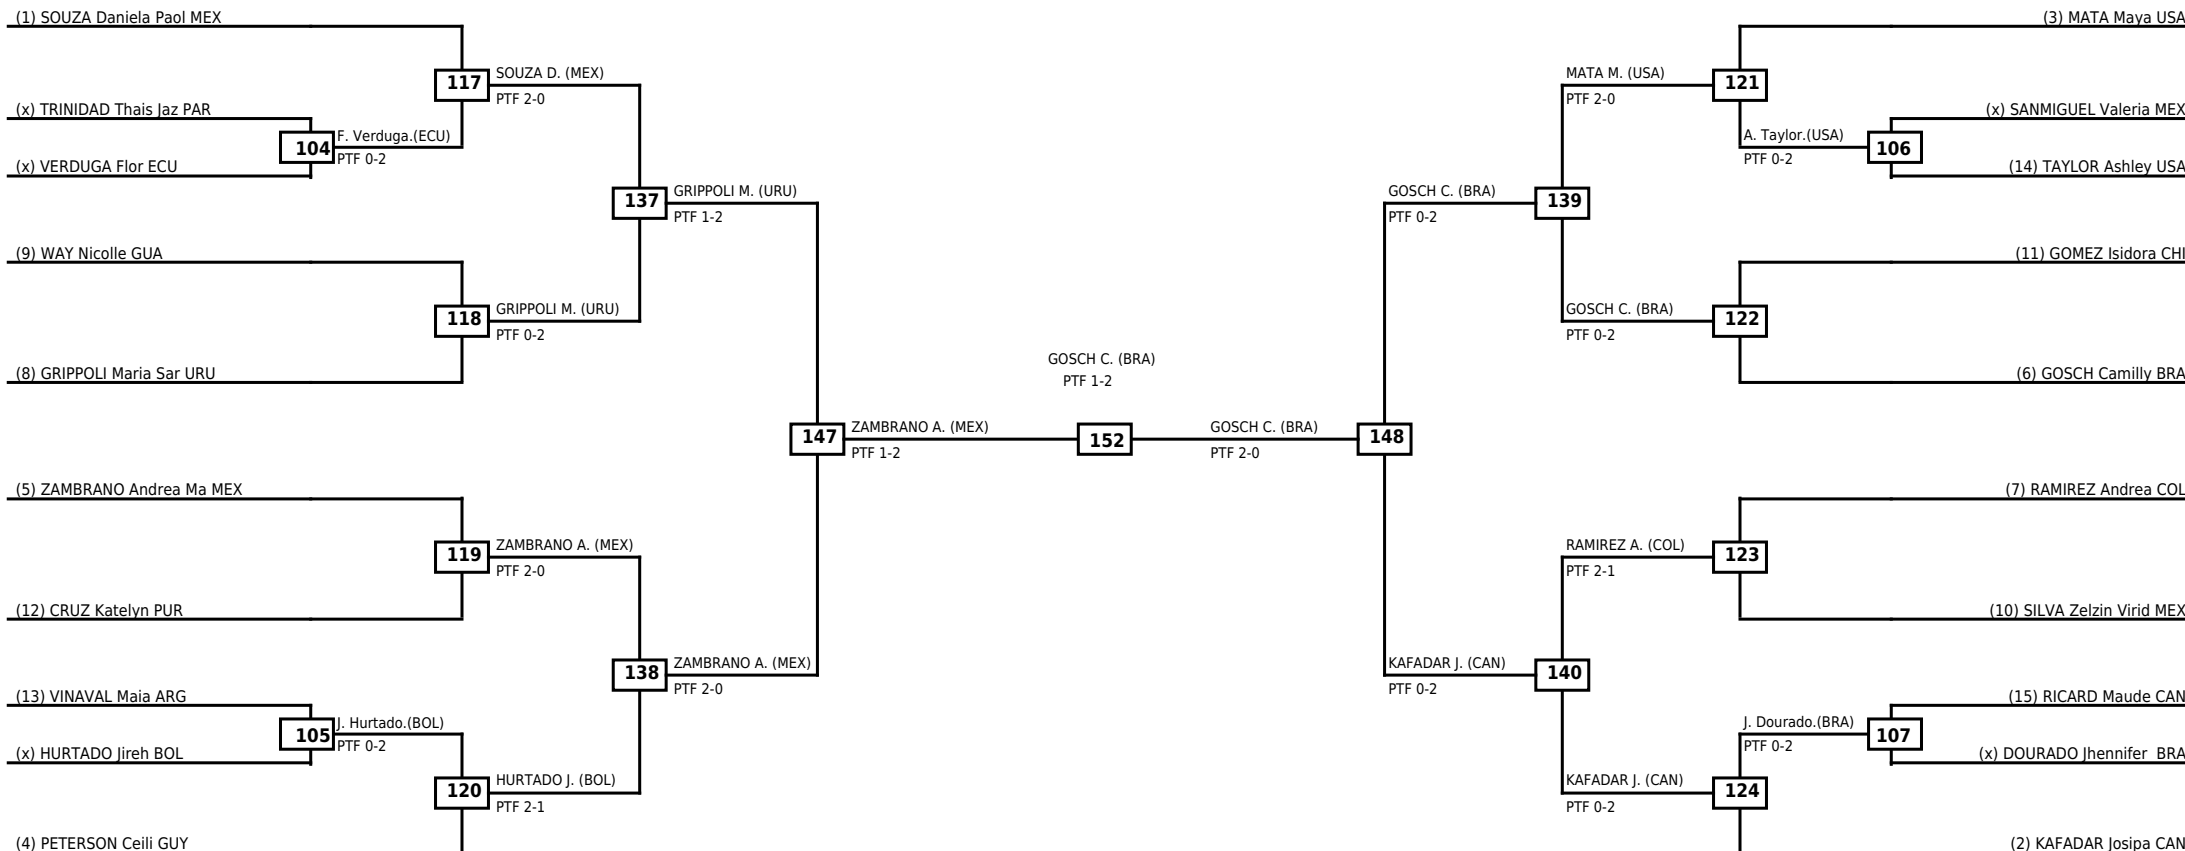 (1) SOUZA Daniela Paol MEX
(3) MATA Maya USA
117
SOUZA D. (MEX)
PTF 2-0
MATA M. (USA)
PTF 2-0
121
(x) TRINIDAD Thais Jaz PAR
(x) SANMIGUEL Valeria MEX
104
F. Verduga.(ECU)
PTF 0-2
A. Taylor.(USA)
PTF 0-2
106
(x) VERDUGA Flor ECU
(14) TAYLOR Ashley USA
137
GRIPPOLI M. (URU)
PTF 1-2
GOSCH C. (BRA)
PTF 0-2
139
(9) WAY Nicolle GUA
(11) GOMEZ Isidora CHI
118
GRIPPOLI M. (URU)
PTF 0-2
GOSCH C. (BRA)
PTF 0-2
122
GOSCH C. (BRA)
PTF 1-2
(8) GRIPPOLI Maria Sar URU
(6) GOSCH Camilly BRA
147
ZAMBRANO A. (MEX)
PTF 1-2
152
GOSCH C. (BRA)
PTF 2-0
148
(5) ZAMBRANO Andrea Ma MEX
(7) RAMIREZ Andrea COL
119
ZAMBRANO A. (MEX)
PTF 2-0
RAMIREZ A. (COL)
PTF 2-1
123
(12) CRUZ Katelyn PUR
(10) SILVA Zelzin Virid MEX
138
ZAMBRANO A. (MEX)
PTF 2-0
KAFADAR J. (CAN)
PTF 0-2
140
(13) VINAVAL Maia ARG
(15) RICARD Maude CAN
105
J. Hurtado.(BOL)
PTF 0-2
J. Dourado.(BRA)
PTF 0-2
107
(x) HURTADO Jireh BOL
(x) DOURADO Jhennifer BRA
120
HURTADO J. (BOL)
PTF 2-1
KAFADAR J. (CAN)
PTF 0-2
124
(4) PETERSON Ceili GUY
(2) KAFADAR Josipa CAN